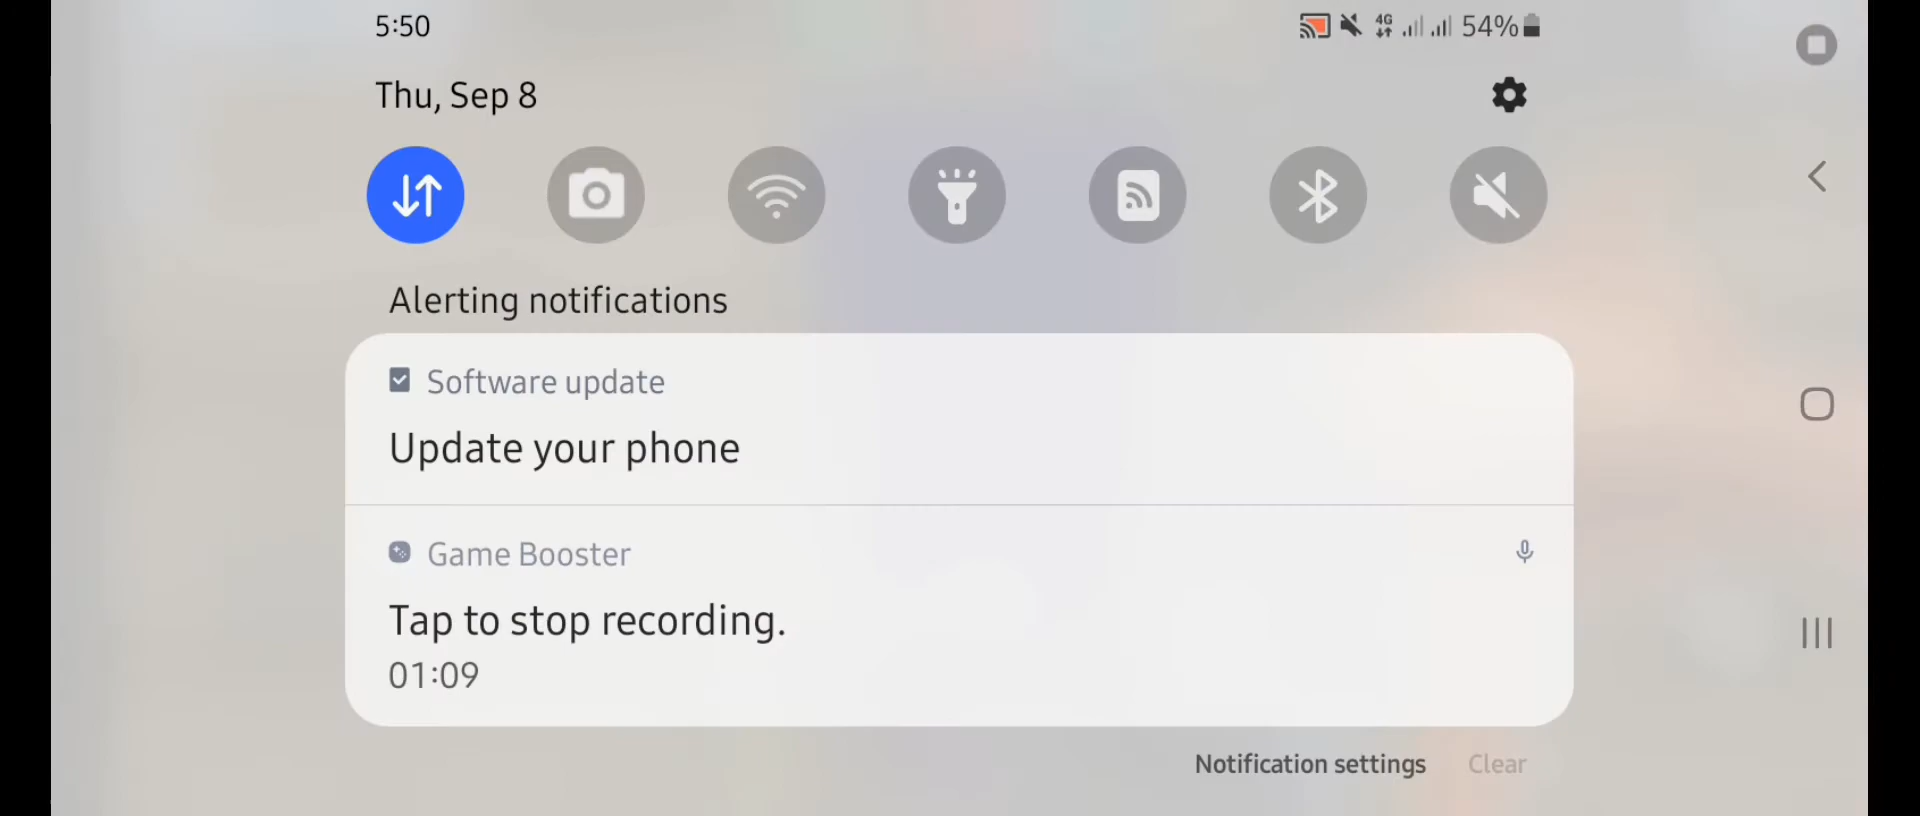 5:50
4G 54%
Thu, Sep 8
Alerting notifications
Software update
Update your phone
Game Booster
Tap to stop recording.
01:09
Notification settings Clear